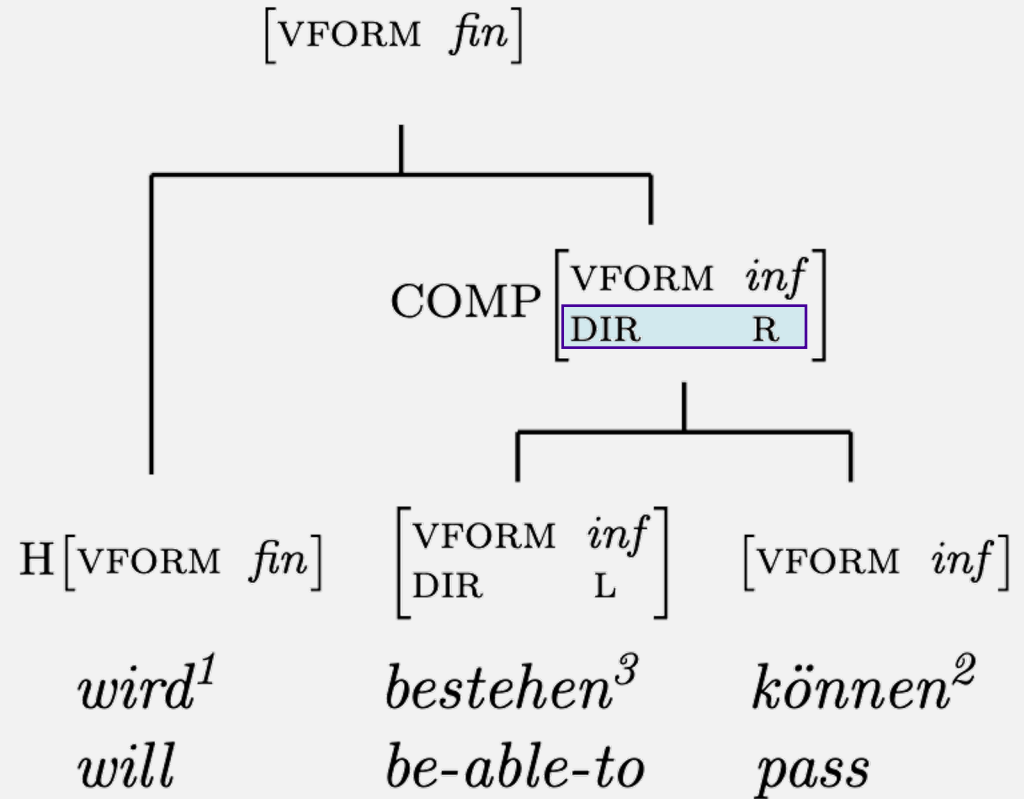 [VFORM fin]
COMP [VFORM inf
DIR R]
H[VFORM fin] [VFORM inf
DIR L] [VFORM inf]
wird¹ bestehen³ können²
will be-able-to pass